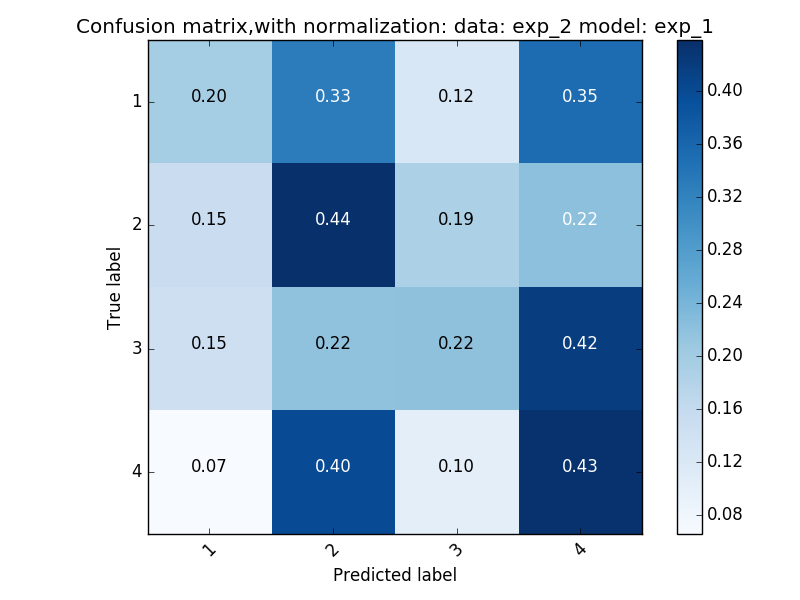 Confusion matrix,with normalization: data: exp_2 model: exp_1
True label
1
0.20 0.33 0.12 0.35
2
0.15 0.44 0.19 0.22
3
0.15 0.22 0.22 0.42
4
0.07 0.40 0.10 0.43
1 2 3 4
Predicted label
0.40
0.36
0.32
0.28
0.24
0.20
0.16
0.12
0.08